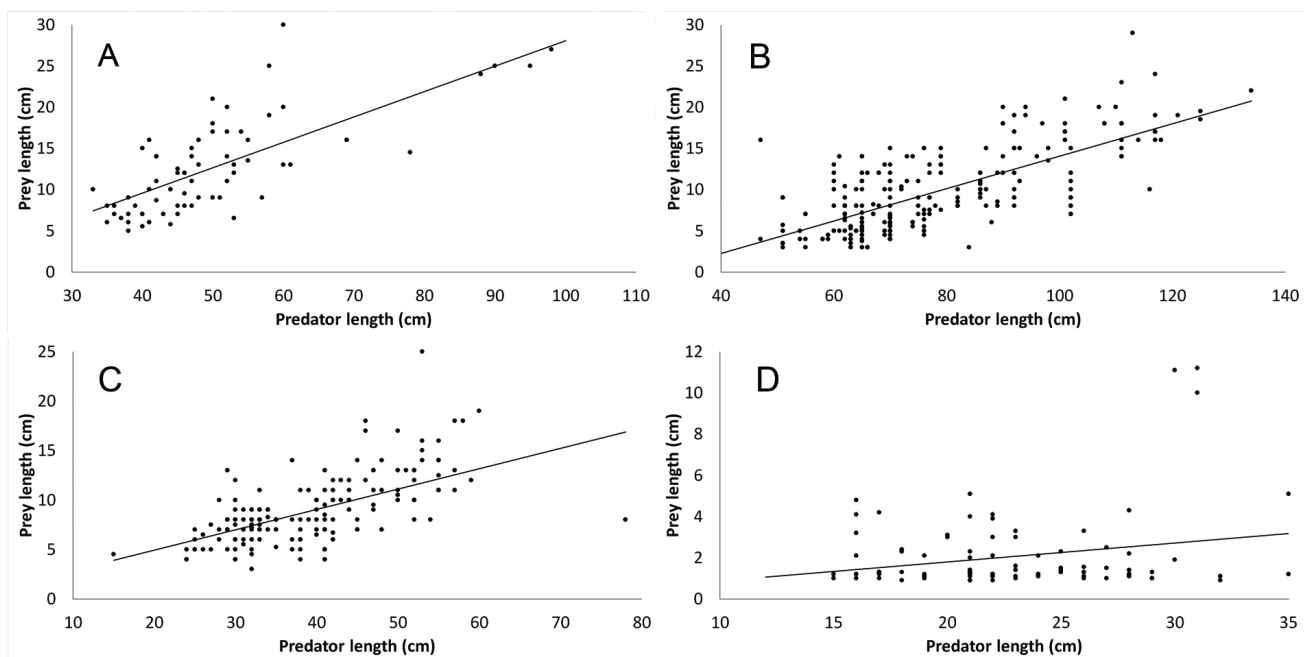 A
Prey length (cm)
30
25
20
15
10
5
0
30 40 50 60 70 80 90 100 110
Predator length (cm)
B
Prey length (cm)
30
25
20
15
10
5
0
40 60 80 100 120 140
Predator length (cm)
C
Prey length (cm)
25
20
15
10
5
0
10 20 30 40 50 60 70 80
Predator length (cm)
D
Prey length (cm)
12
10
8
6
4
2
0
10 15 20 25 30 35
Predator length (cm)